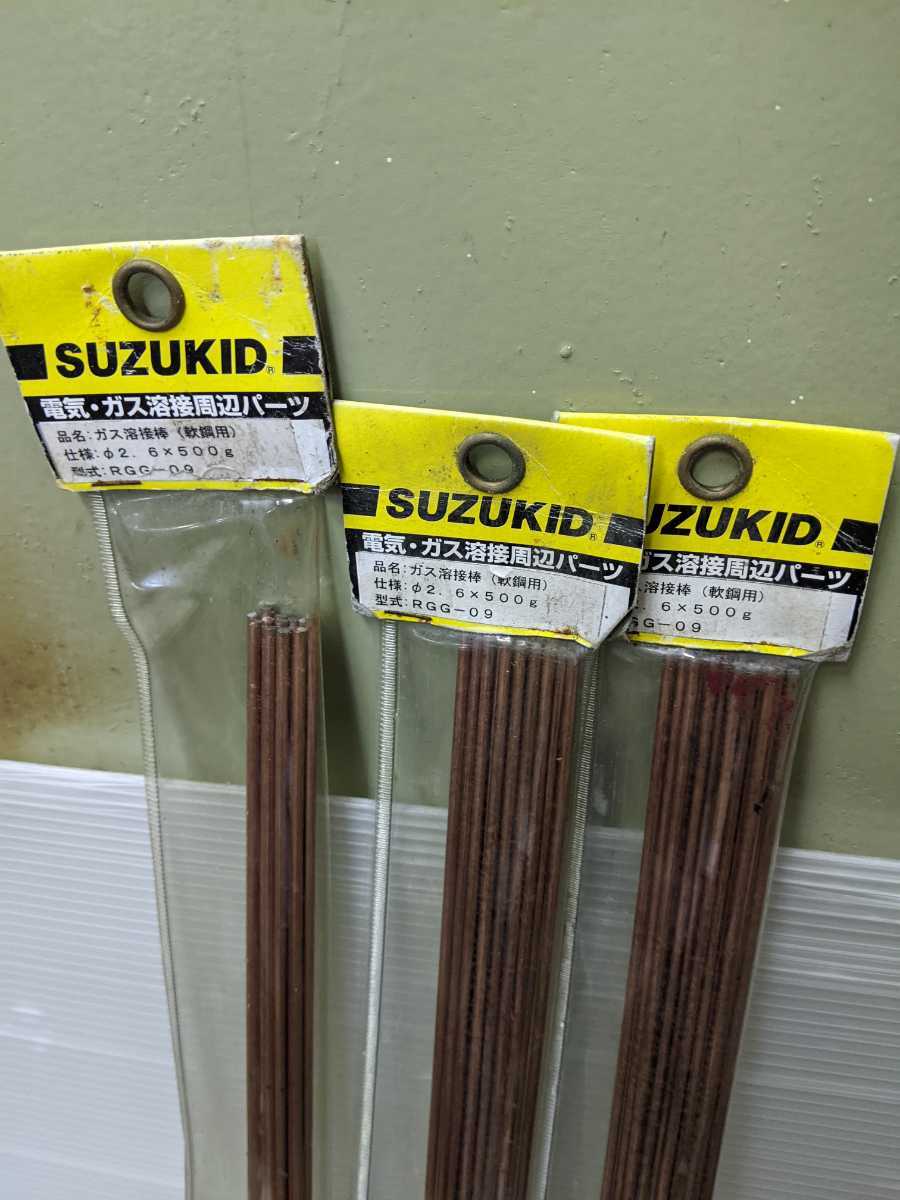 SUZUKID®
電気・ガス溶接周辺パーツ
品名:ガス溶接棒(軟鋼用)
仕様:φ2.6×500g
型式:RGG-09
SUZUKID®
電気・ガス溶接周辺パーツ
品名:ガス溶接棒(軟鋼用)
仕様:φ2.6×500g
型式:RGG-09
UZUKID®
ガス溶接周辺パーツ
溶接棒(軟鋼用)
2.6×500g
GG-09